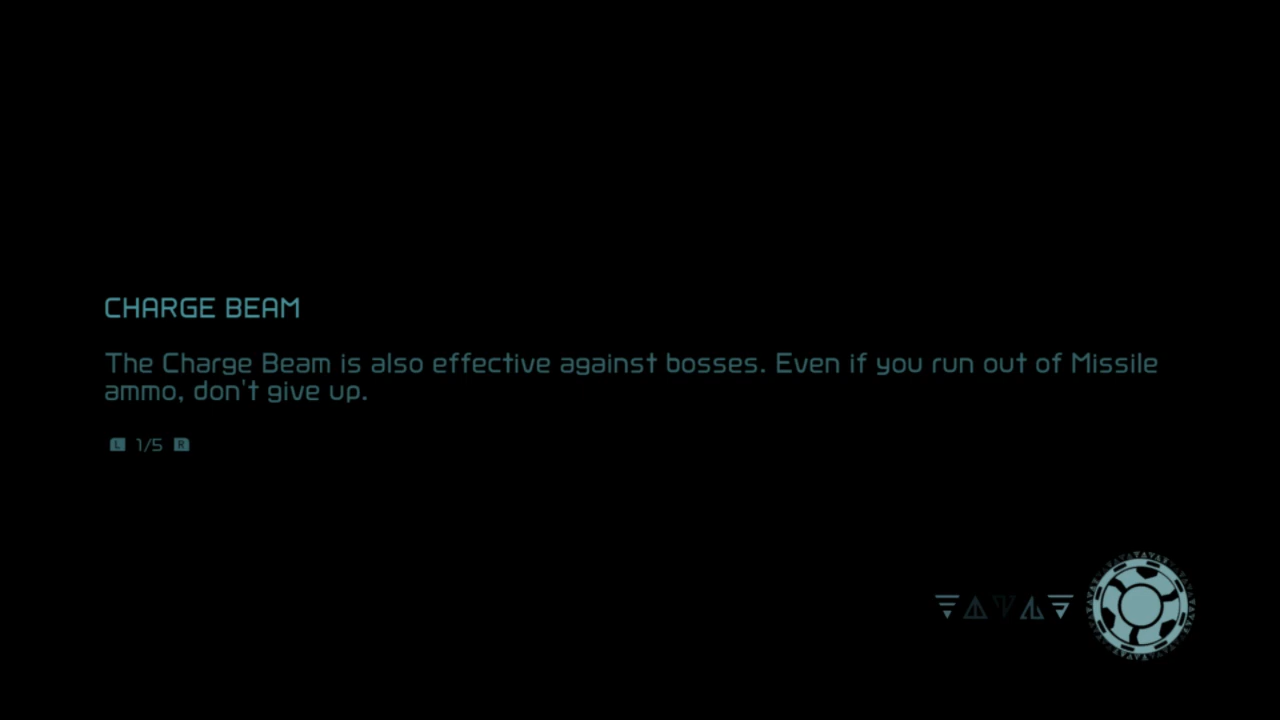 CHARGE BEAM
The Charge Beam is also effective against bosses. Even if you run out of Missile
ammo, don't give up.
L 1/5 R